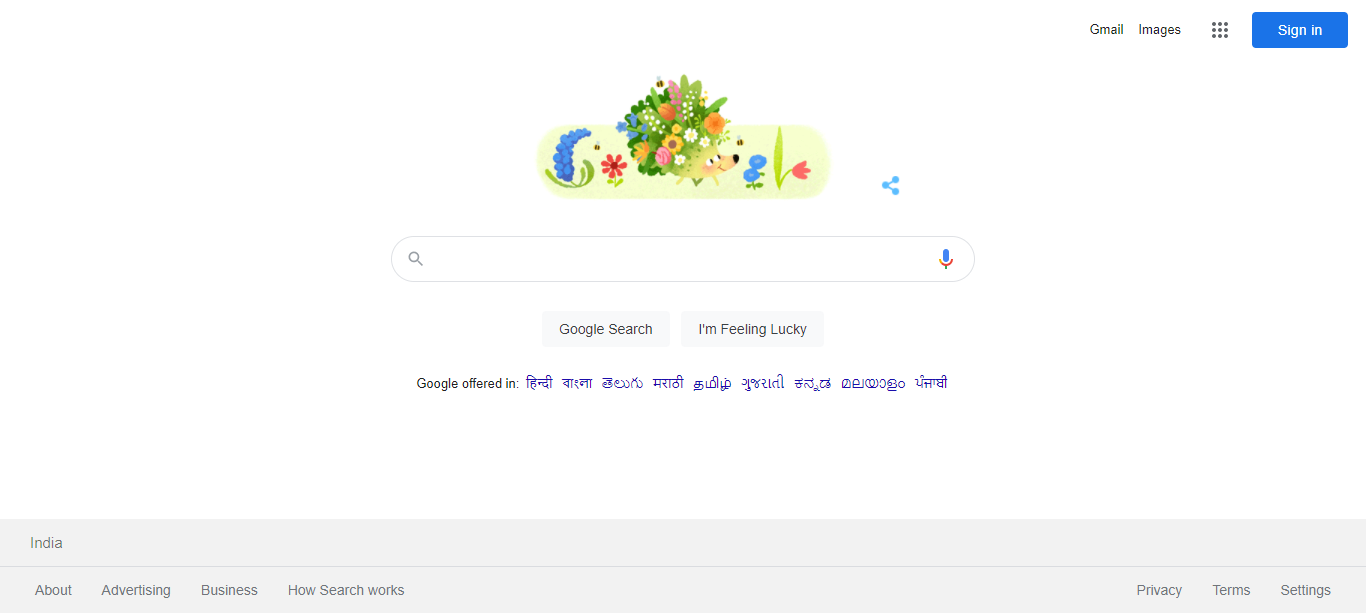 Gmail Images Sign in
Google Search I'm Feeling Lucky
Google offered in: हिन्दी বাংলা తెలుగు मराठी தமிழ் ગુજરાતી ಕನ್ನಡ മലയാളം ਪੰਜਾਬੀ
India
About Advertising Business How Search works Privacy Terms Settings